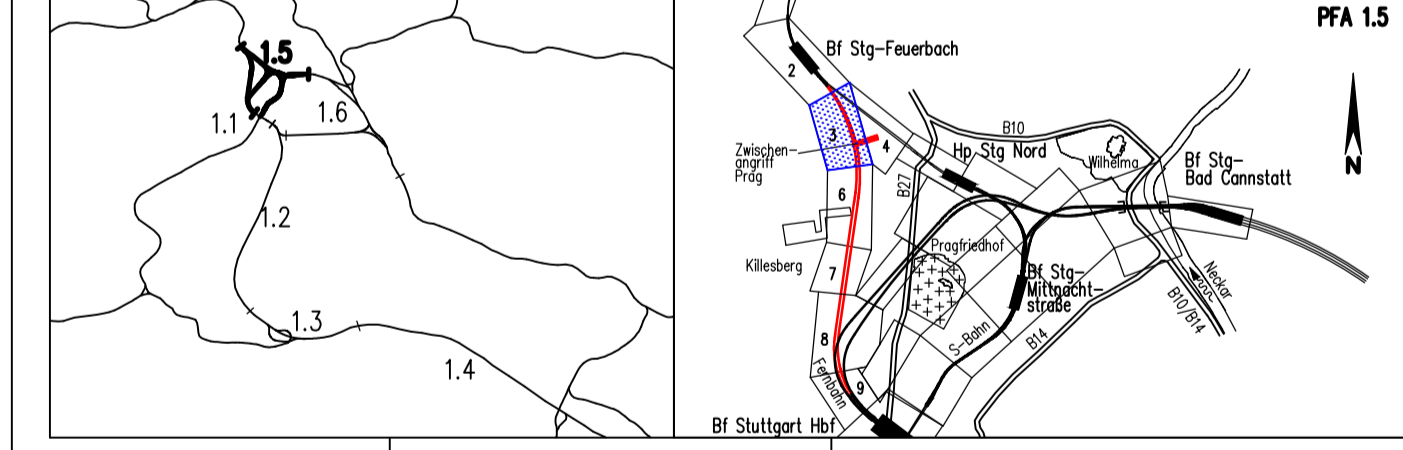 1.5
1.6
1.1
1.2
1.3
1.4
PFA 1.5
N
Bf Stg-Feuerbach
2
3
4
Zwischen-
angriff
Prag
6
7
8
9
Killesberg
B27
B10
Hp Stg Nord
Wilhelma
Bf Stg-
Bad Cannstatt
Pragfriedhof
Bf Stg-
Mittnacht-
straße
Neckar
B10/B14
S-Bahn
B14
Fernbahn
Bf Stuttgart Hbf